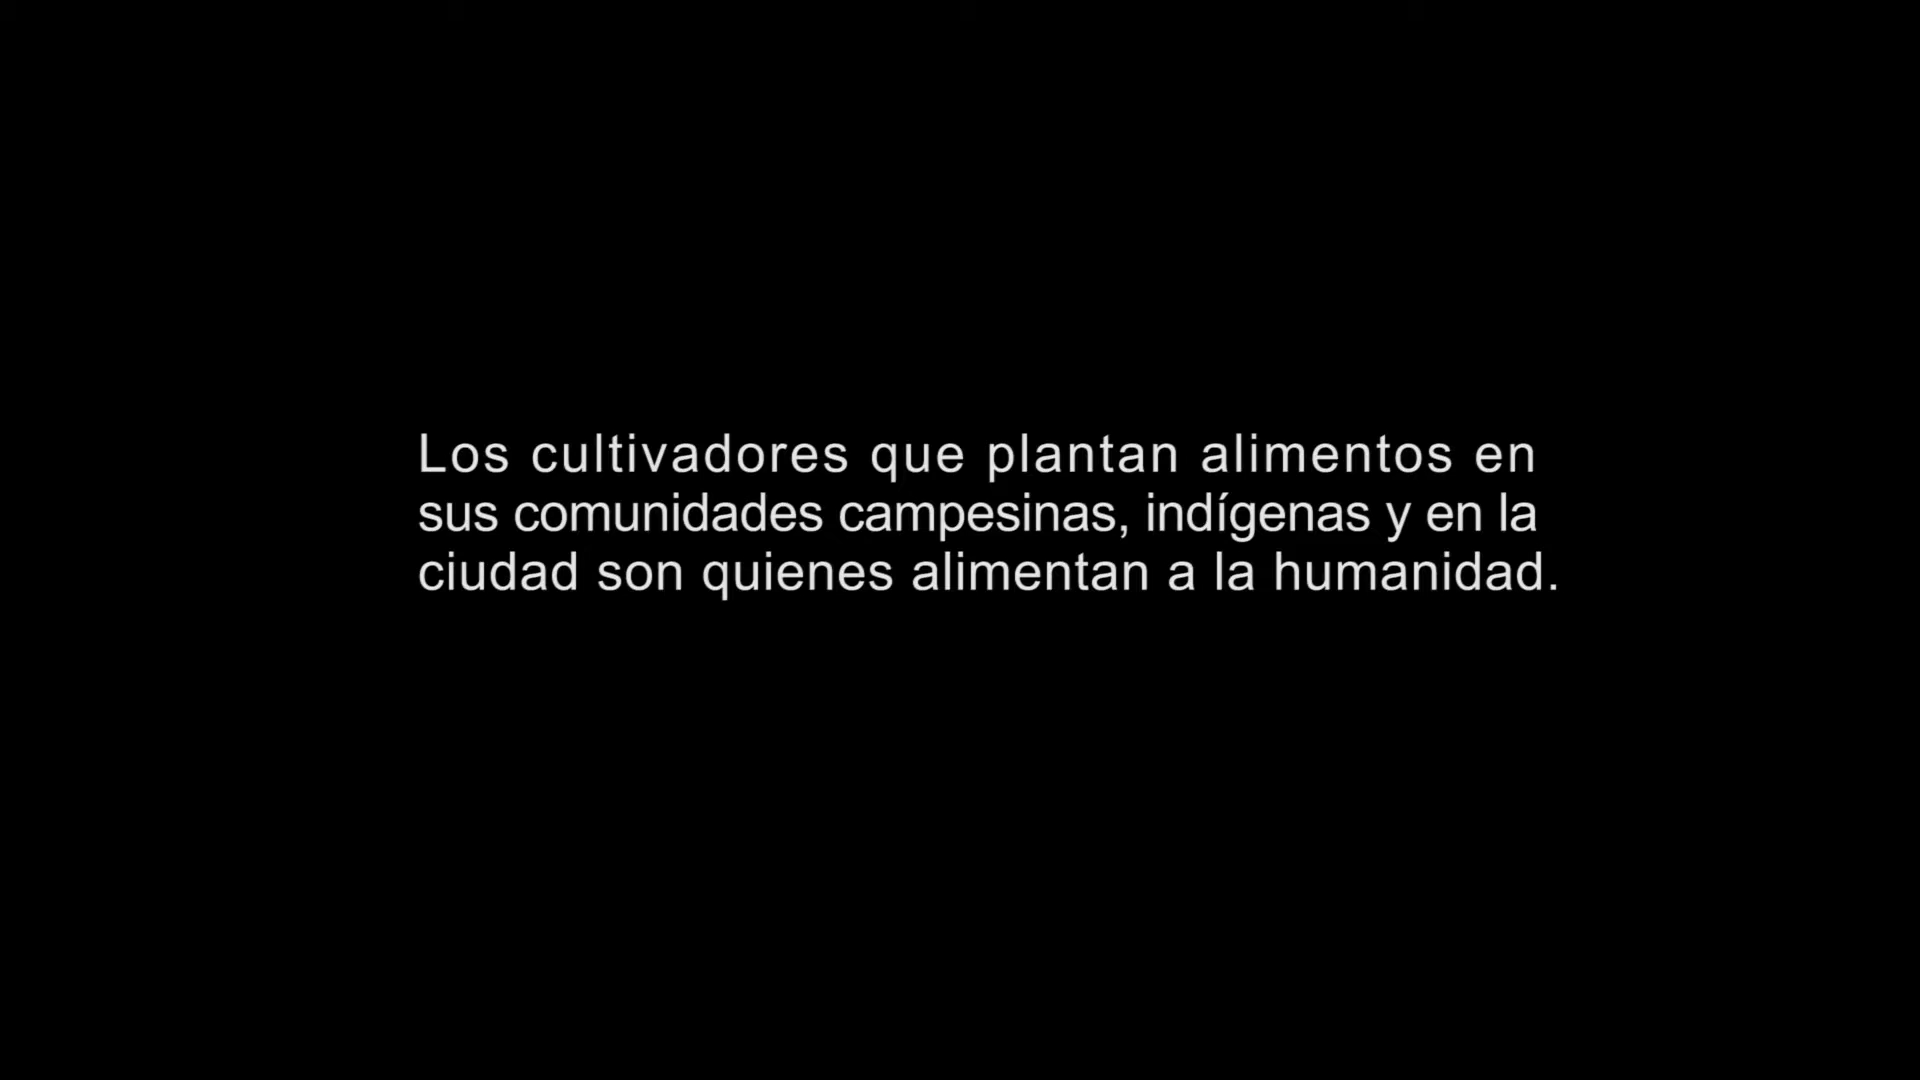 Los cultivadores que plantan alimentos en
sus comunidades campesinas, indígenas y en la
ciudad son quienes alimentan a la humanidad.